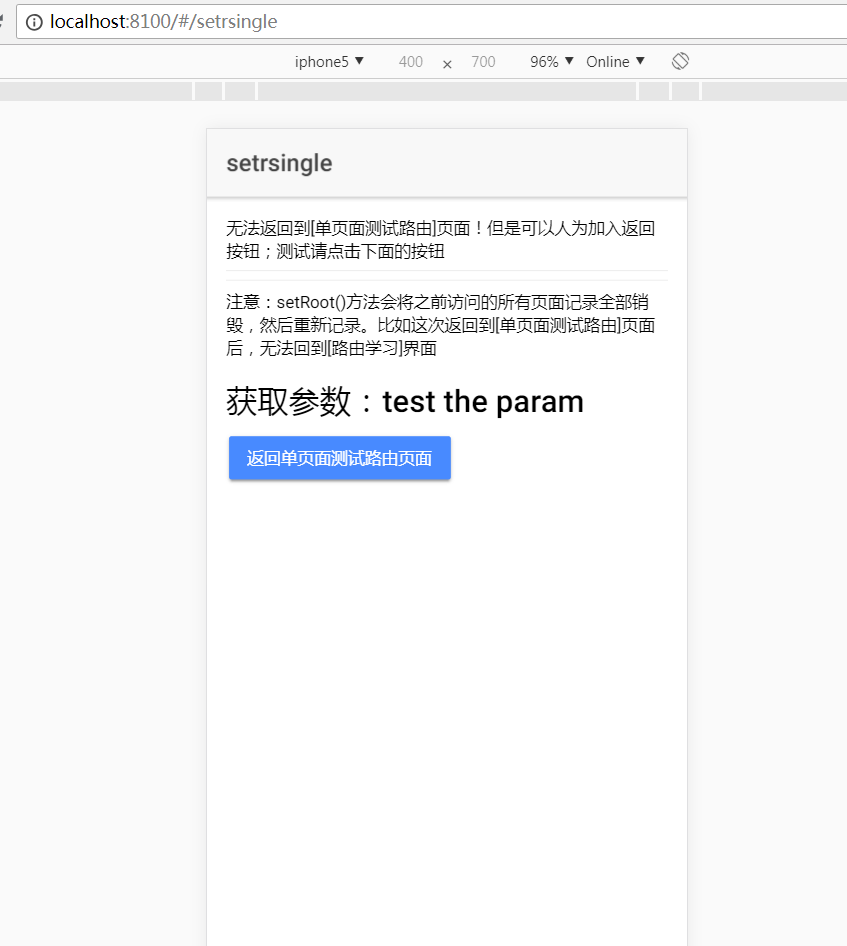 localhost:8100/#/setrsingle
iphone5 ▼ 400 × 700 96% ▼ Online ▼
setrsingle
无法返回到[单页面测试路由]页面！但是可以人为加入返回
按钮；测试请点击下面的按钮
注意：setRoot()方法会将之前访问的所有页面记录全部销
毁，然后重新记录。比如这次返回到[单页面测试路由]页面
后，无法回到[路由学习]界面
获取参数：test the param
返回单页面测试路由页面